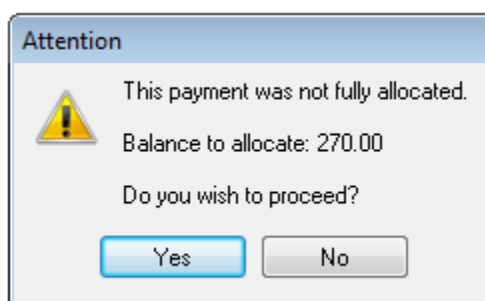 Attention
This payment was not fully allocated.
Balance to allocate: 270.00
Do you wish to proceed?
Yes
No